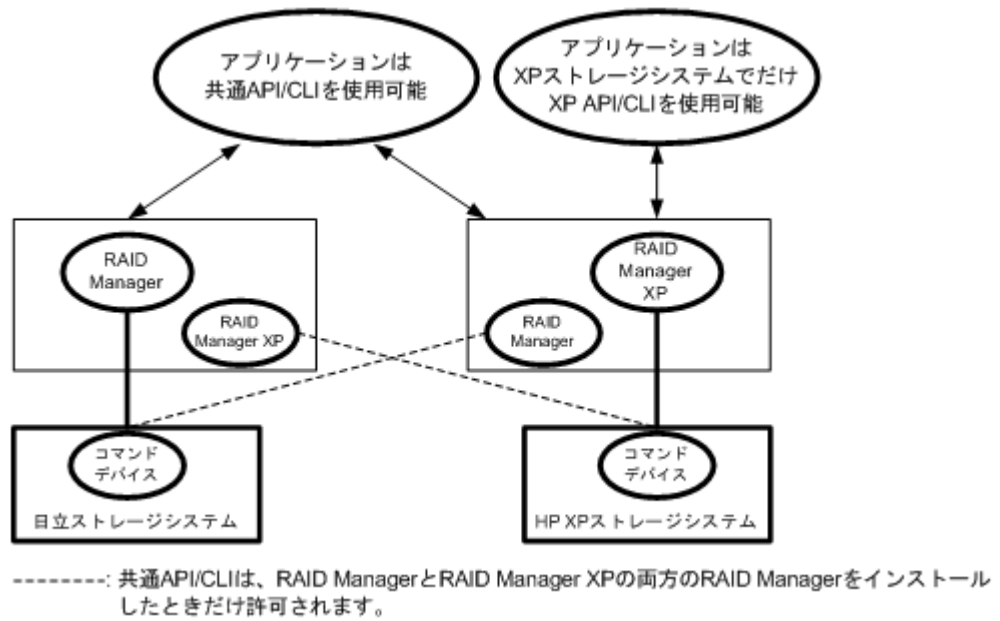 アプリケーションは
共通API/CLIを使用可能
アプリケーションは
XPストレージシステムでだけ
XP API/CLIを使用可能
RAID
Manager
RAID
Manager XP
RAID
Manager
XP
RAID
Manager
コマンド
デバイス
日立ストレージシステム
コマンド
デバイス
HP XPストレージシステム
--------: 共通API/CLIは、RAID ManagerとRAID Manager XPの両方のRAID Managerをインストール
したときだけ許可されます。